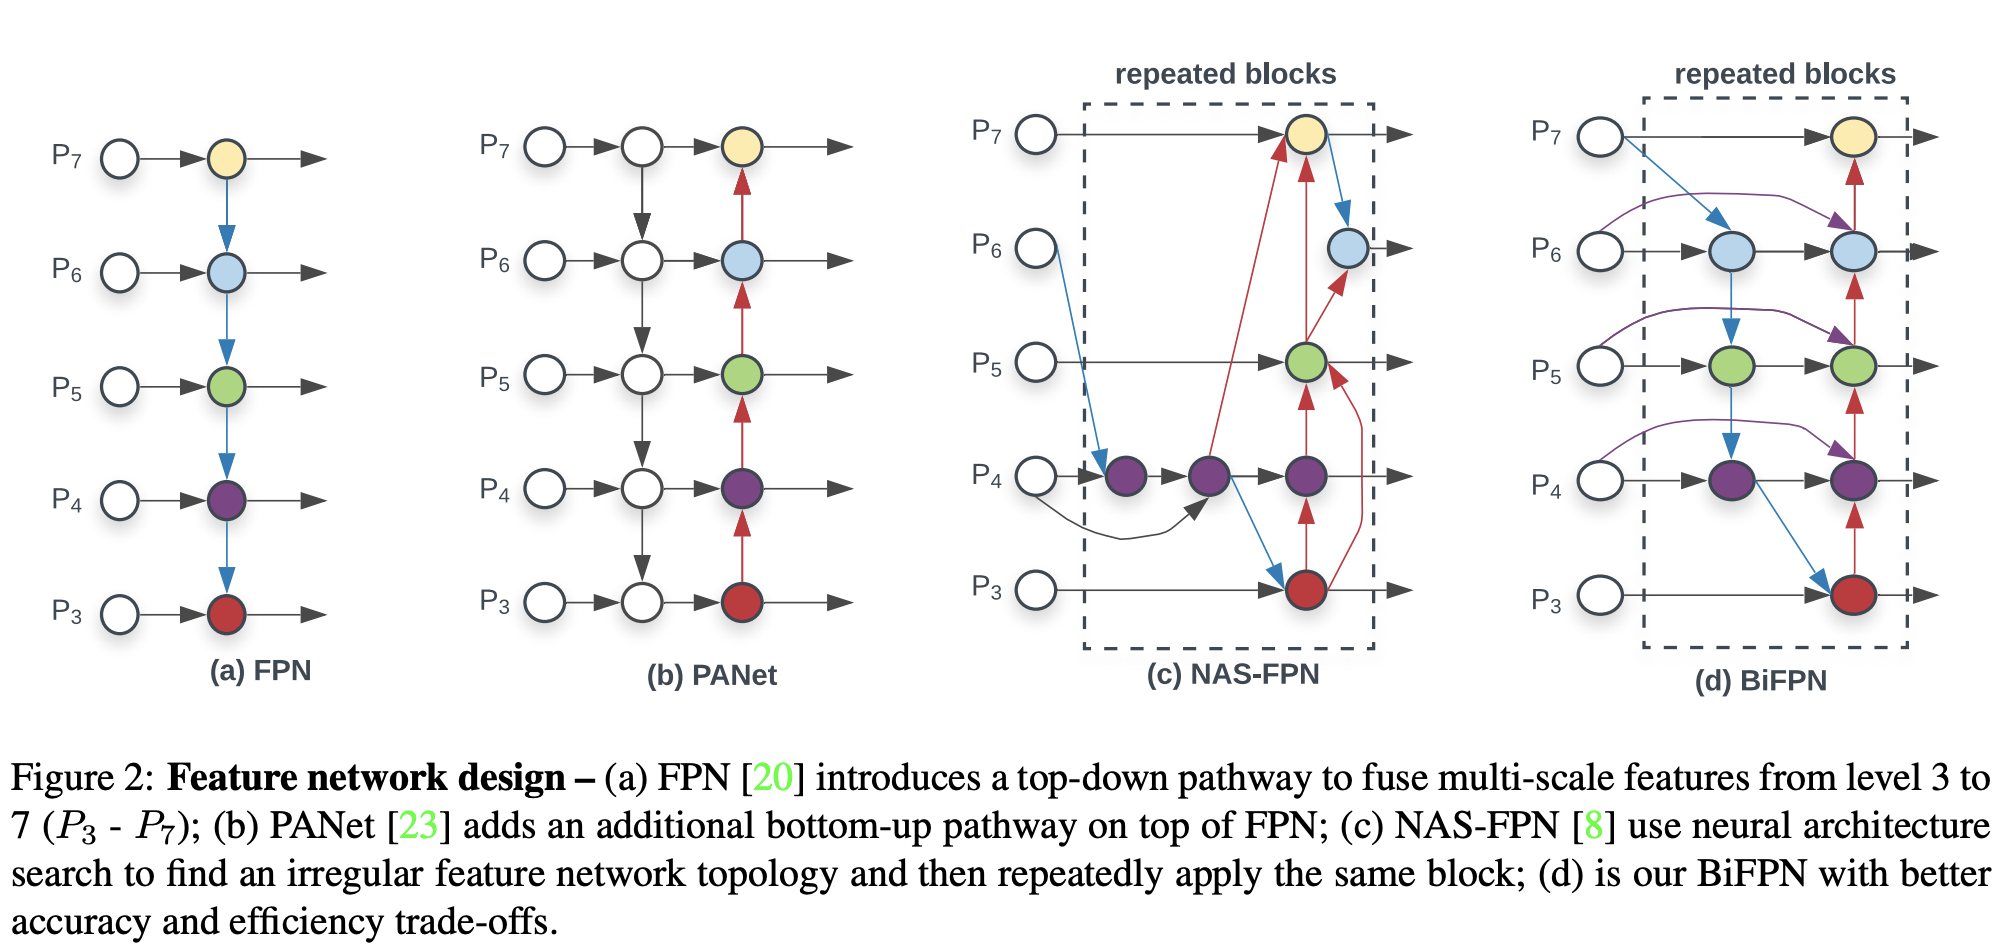 repeated blocks
repeated blocks
P7
P6
P5
P4
P3
(a) FPN
P7
P6
P5
P4
P3
(b) PANet
P7
P6
P5
P4
P3
(c) NAS-FPN
P7
P6
P5
P4
P3
(d) BiFPN
Figure 2: Feature network design – (a) FPN [20] introduces a top-down pathway to fuse multi-scale features from level 3 to
7 (P3 - P7); (b) PANet [23] adds an additional bottom-up pathway on top of FPN; (c) NAS-FPN [8] use neural architecture
search to find an irregular feature network topology and then repeatedly apply the same block; (d) is our BiFPN with better
accuracy and efficiency trade-offs.